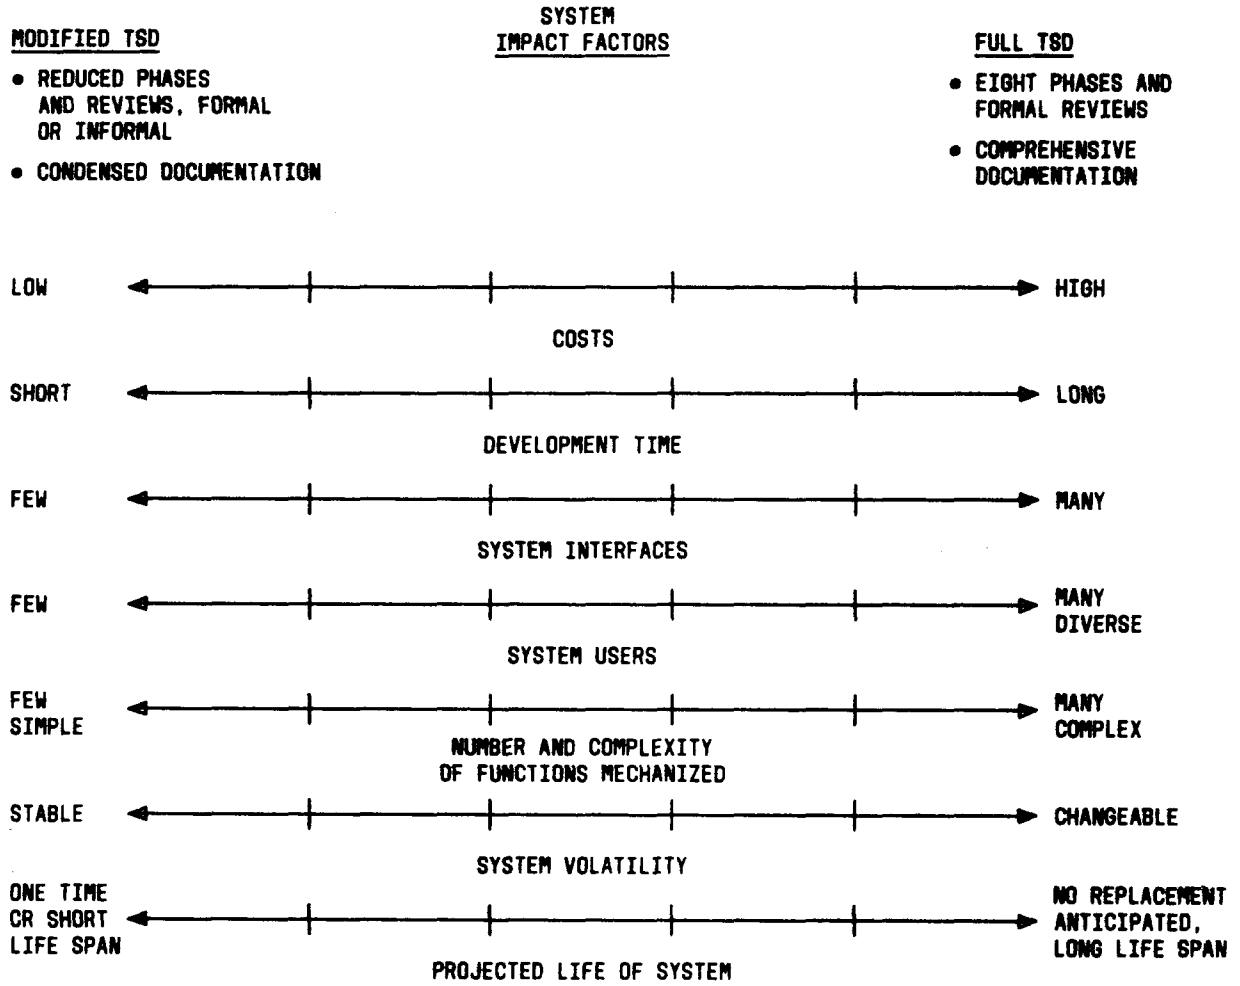 SYSTEM
IMPACT FACTORS
MODIFIED TSD
• REDUCED PHASES
AND REVIEWS, FORMAL
OR INFORMAL
• CONDENSED DOCUMENTATION
FULL TSD
• EIGHT PHASES AND
FORMAL REVIEWS
• COMPREHENSIVE
DOCUMENTATION
LOW
HIGH
COSTS
SHORT
LONG
DEVELOPMENT TIME
FEW
MANY
SYSTEM INTERFACES
FEW
MANY
DIVERSE
SYSTEM USERS
FEW
SIMPLE
MANY
COMPLEX
NUMBER AND COMPLEXITY
OF FUNCTIONS MECHANIZED
STABLE
CHANGEABLE
SYSTEM VOLATILITY
ONE TIME
CR SHORT
LIFE SPAN
NO REPLACEMENT
ANTICIPATED,
LONG LIFE SPAN
PROJECTED LIFE OF SYSTEM